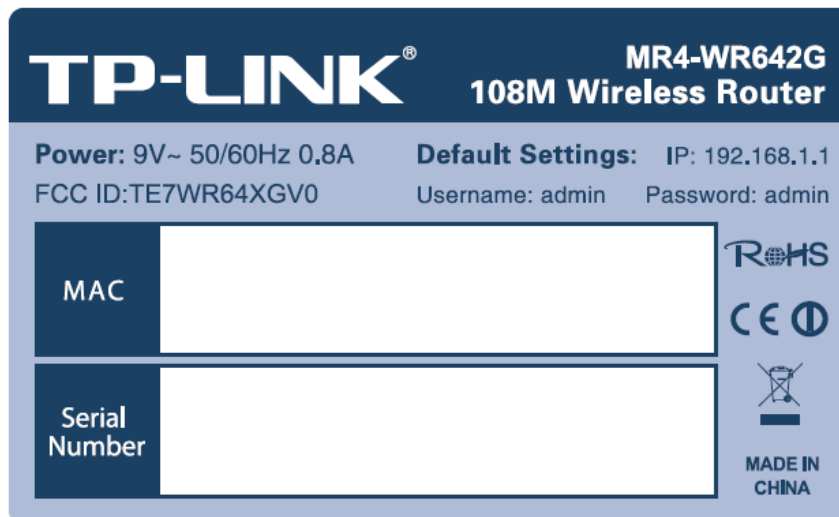 TP-LINK®
MR4-WR642G
108M Wireless Router
Power: 9V~ 50/60Hz 0.8A
Default Settings: IP: 192.168.1.1
FCC ID:TE7WR64XGV0
Username: admin Password: admin
MAC
RoHS
CE
Serial
Number
MADE IN
CHINA